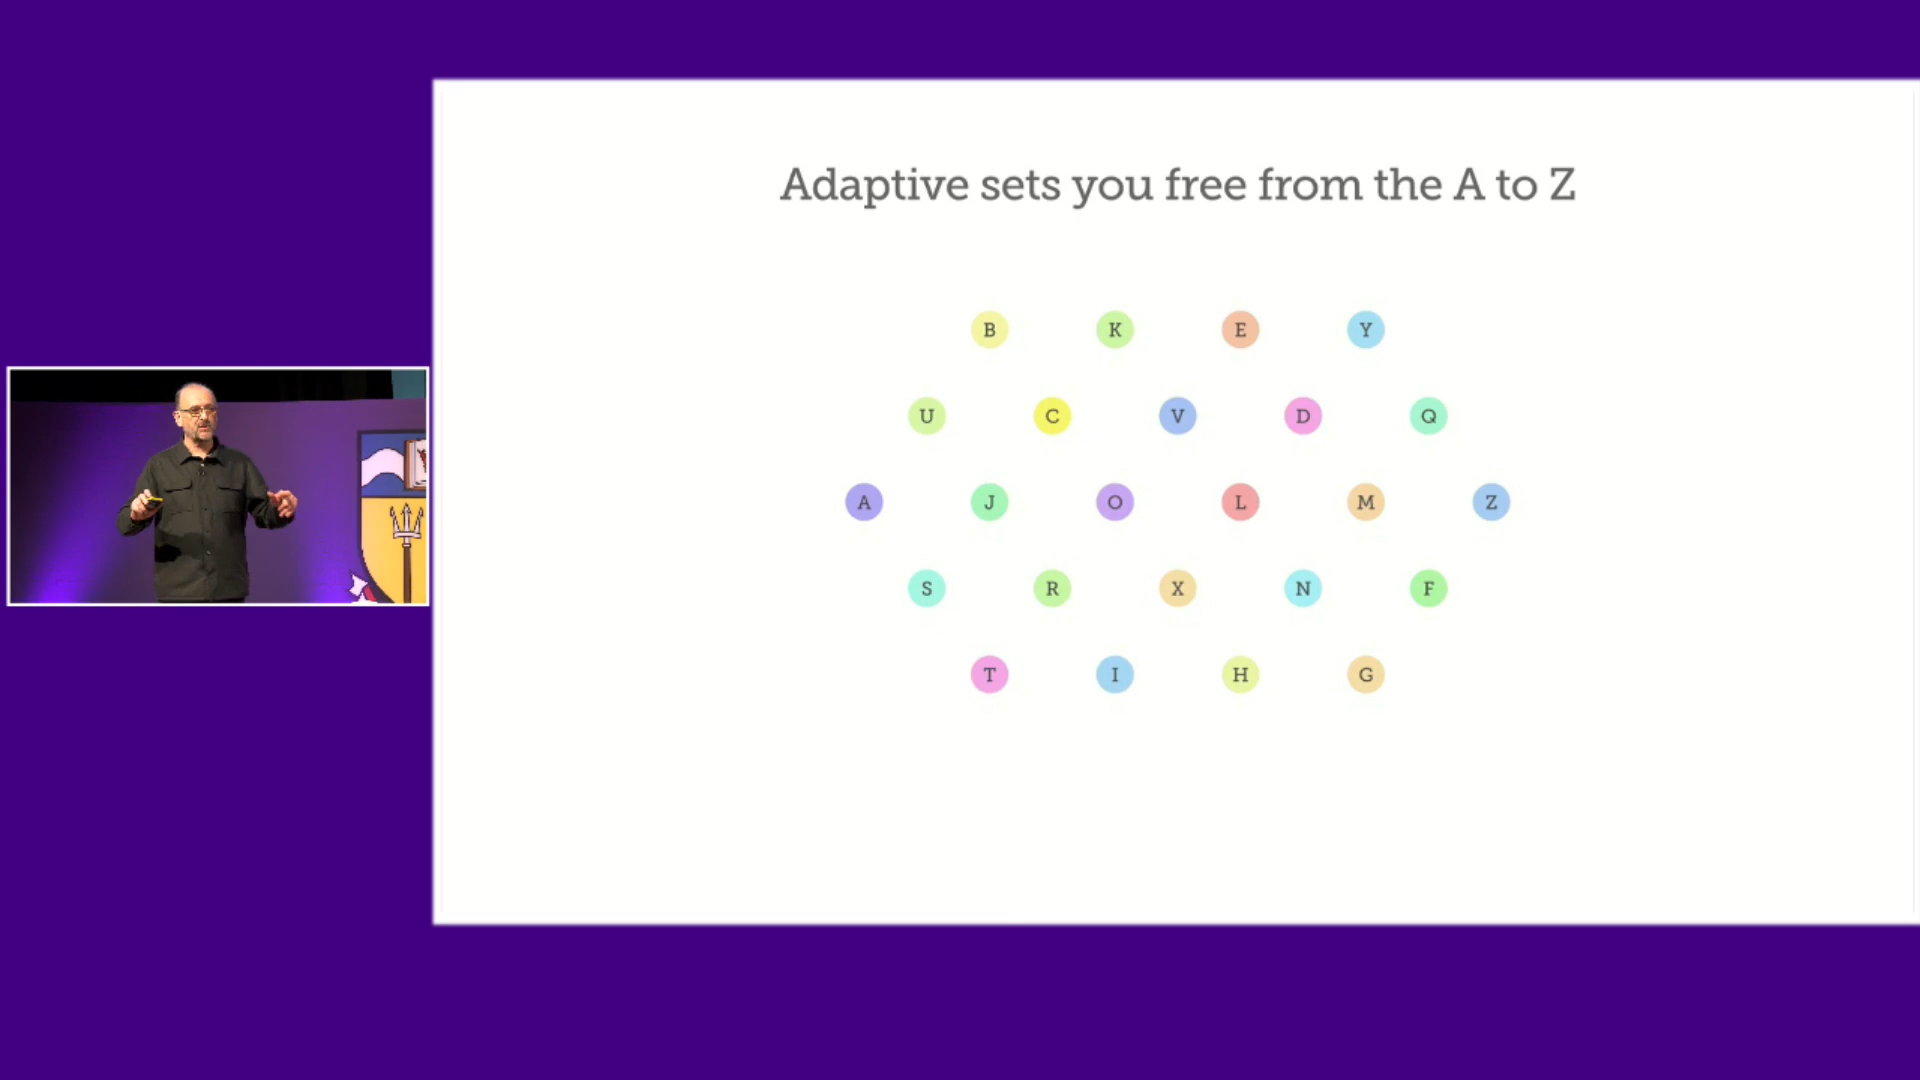 Adaptive sets you free from the A to Z
B K E Y
U C V D Q
A J O L M Z
S R X N F
T I H G